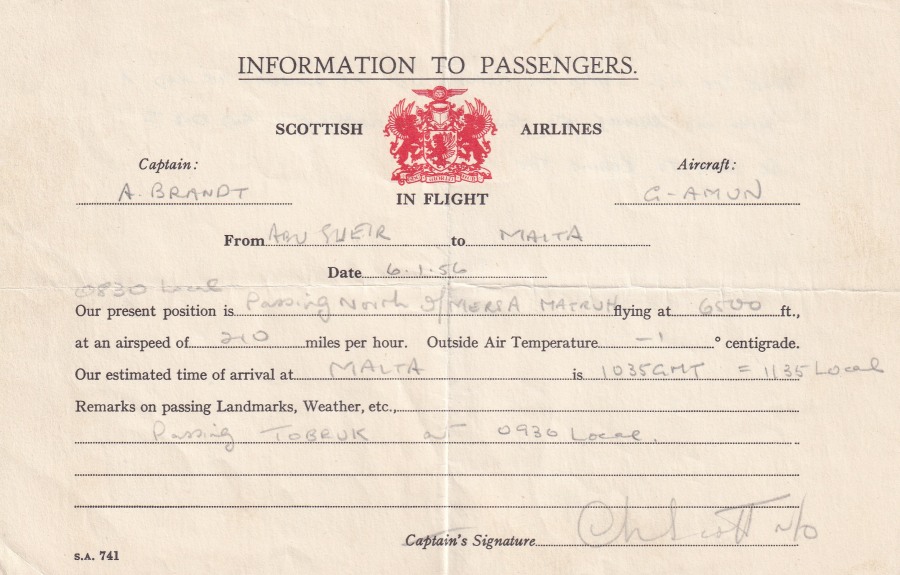 INFORMATION TO PASSENGERS.
SCOTTISH AIRLINES
Captain: Aircraft:
A. BRANDT G-AMUN
IN FLIGHT
From ABU SUEIR to MALTA
Date 6.1.56
0830 Local
Our present position is Passing North of MERSA MATRUH flying at 6500 ft.,
at an airspeed of 210 miles per hour. Outside Air Temperature -1 ° centigrade.
Our estimated time of arrival at MALTA is 1035 GMT = 1135 Local
Remarks on passing Landmarks, Weather, etc.,
Passing TOBRUK at 0930 Local.
Captain's Signature Scott N/O
S.A. 741